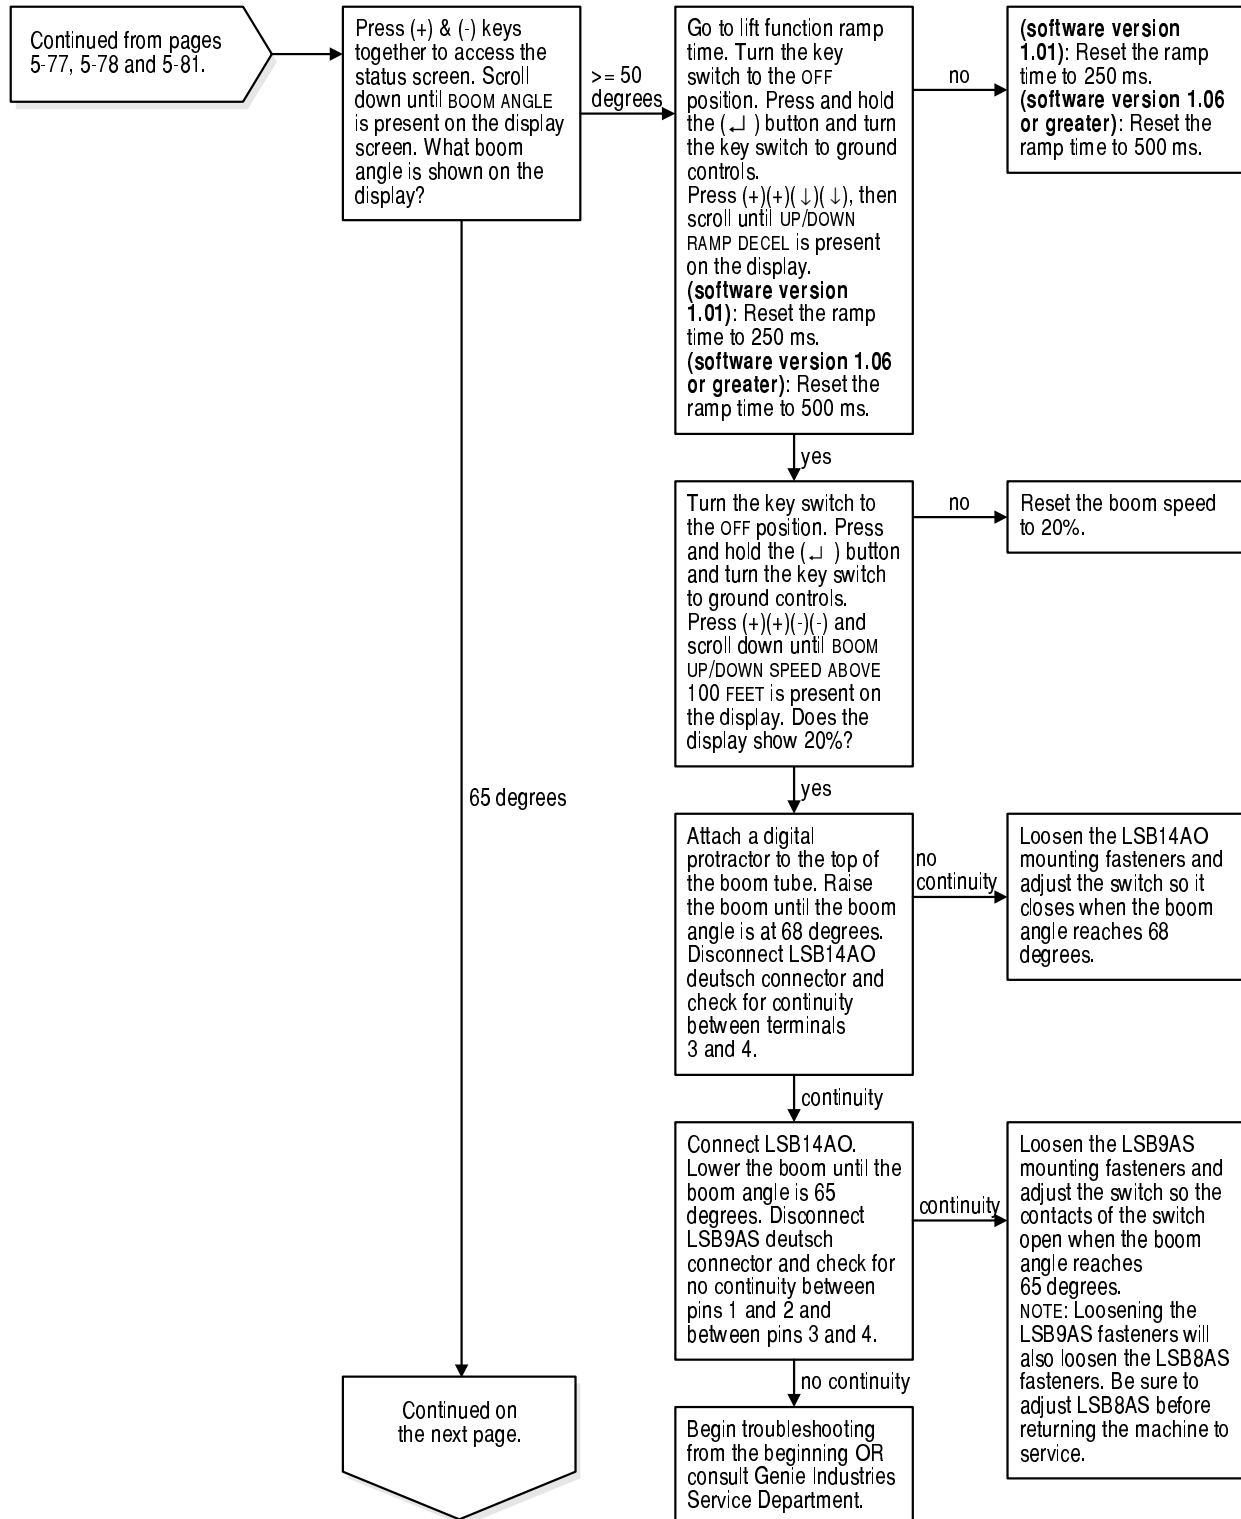 Continued from pages
5-77, 5-78 and 5-81.
Press (+) & (-) keys
together to access the
status screen. Scroll
down until BOOM ANGLE
is present on the display
screen. What boom
angle is shown on the
display?
>= 50
degrees
Go to lift function ramp
time. Turn the key
switch to the OFF
position. Press and hold
the (↵) button and turn
the key switch to ground
controls.
Press (+)(+)(↓)(↓), then
scroll until UP/DOWN
RAMP DECEL is present
on the display.
(software version
1.01): Reset the ramp
time to 250 ms.
(software version 1.06
or greater): Reset the
ramp time to 500 ms.
no
(software version
1.01): Reset the ramp
time to 250 ms.
(software version 1.06
or greater): Reset the
ramp time to 500 ms.
yes
Turn the key switch to
the OFF position. Press
and hold the (↵) button
and turn the key switch
to ground controls.
Press (+)(+)(-)(-) and
scroll down until BOOM
UP/DOWN SPEED ABOVE
100 FEET is present on
the display. Does the
display show 20%?
no
Reset the boom speed
to 20%.
yes
65 degrees
Attach a digital
protractor to the top of
the boom tube. Raise
the boom until the boom
angle is at 68 degrees.
Disconnect LSB14AO
deutsch connector and
check for continuity
between terminals
3 and 4.
no
continuity
Loosen the LSB14AO
mounting fasteners and
adjust the switch so it
closes when the boom
angle reaches 68
degrees.
continuity
Connect LSB14AO.
Lower the boom until the
boom angle is 65
degrees. Disconnect
LSB9AS deutsch
connector and check for
no continuity between
pins 1 and 2 and
between pins 3 and 4.
continuity
Loosen the LSB9AS
mounting fasteners and
adjust the switch so the
contacts of the switch
open when the boom
angle reaches
65 degrees.
NOTE: Loosening the
LSB9AS fasteners will
also loosen the LSB8AS
fasteners. Be sure to
adjust LSB8AS before
returning the machine to
service.
no continuity
Continued on
the next page.
Begin troubleshooting
from the beginning OR
consult Genie Industries
Service Department.